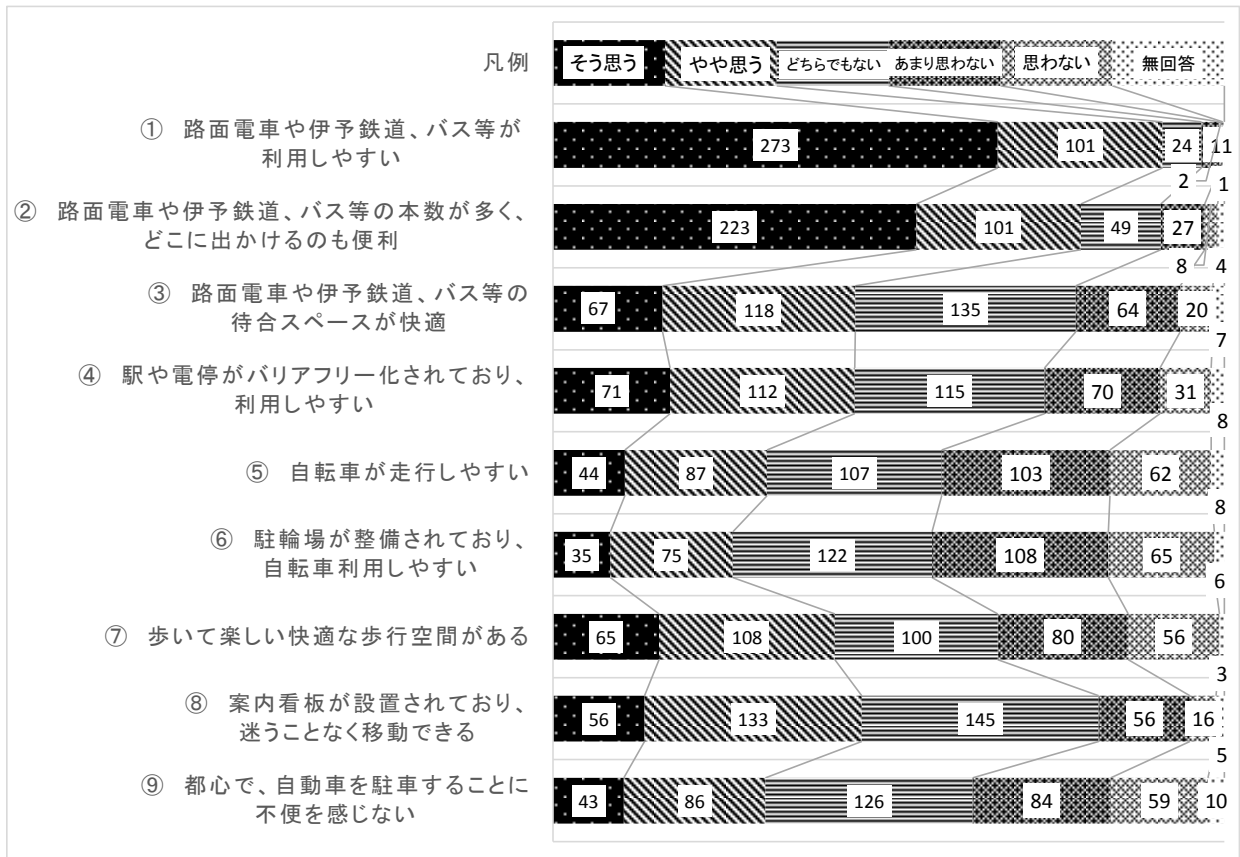 凡例
そう思う やや思う どちらでもない あまり思わない 思わない 無回答
① 路面電車や伊予鉄道、バス等が
利用しやすい
273 101 24 2 11 1
② 路面電車や伊予鉄道、バス等の本数が多く、
どこに出かけるのも便利
223 101 49 27 8 4
③ 路面電車や伊予鉄道、バス等の
待合スペースが快適
67 118 135 64 20 7
④ 駅や電停がバリアフリー化されており、
利用しやすい
71 112 115 70 31 8
⑤ 自転車が走行しやすい
44 87 107 103 62 8
⑥ 駐輪場が整備されており、
自転車利用しやすい
35 75 122 108 65 6
⑦ 歩いて楽しい快適な歩行空間がある
65 108 100 80 56 3
⑧ 案内看板が設置されており、
迷うことなく移動できる
56 133 145 56 16 5
⑨ 都心で、自動車を駐車することに
不便を感じない
43 86 126 84 59 10